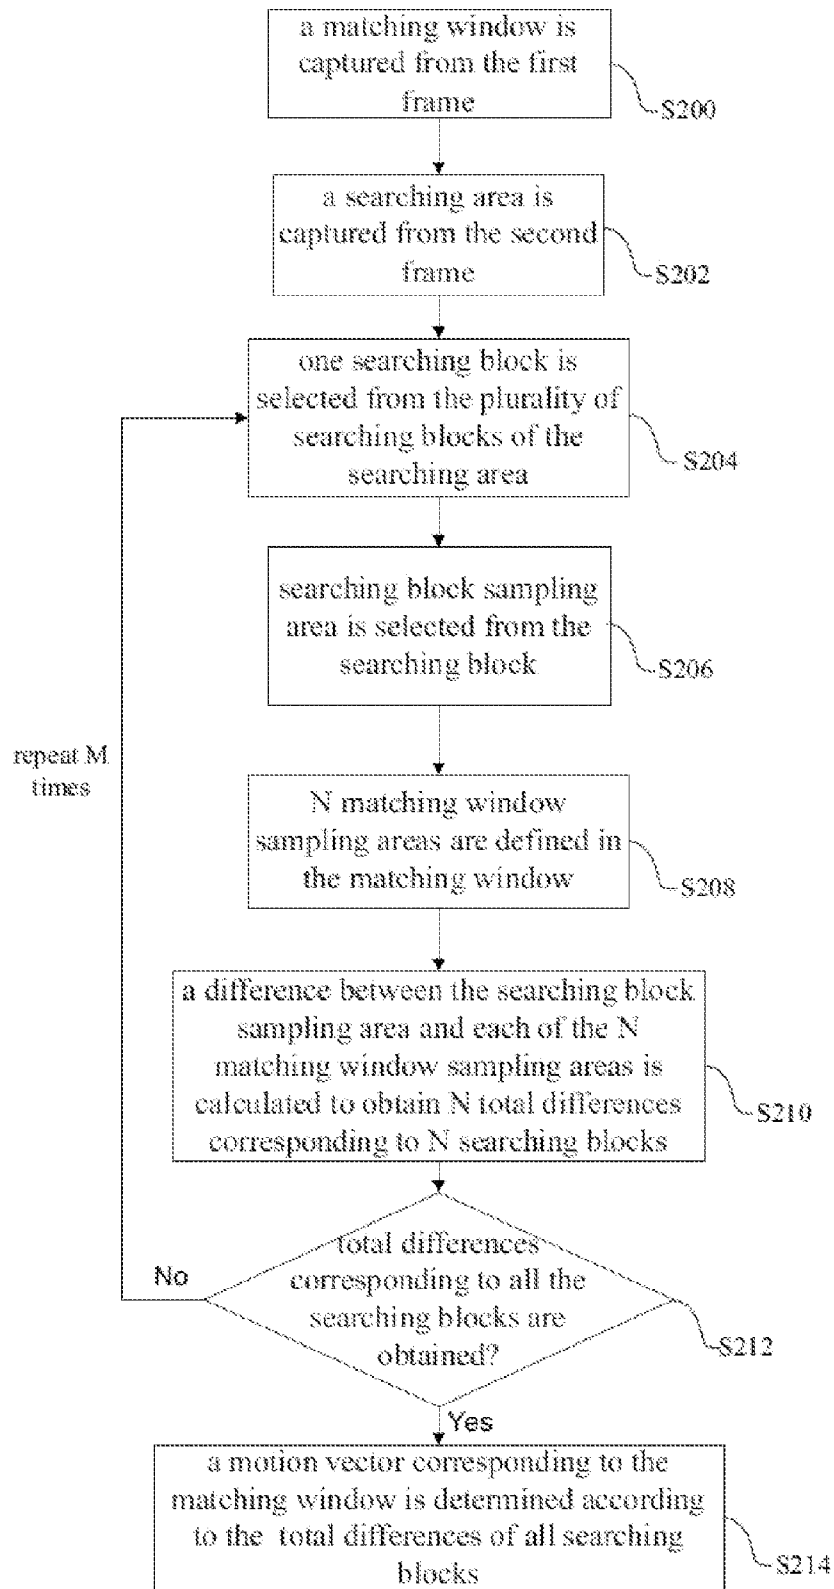 a matching window is
captured from the first
frame
S200
a searching area is
captured from the second
frame
S202
one searching block is
selected from the plurality of
searching blocks of the
searching area
S204
searching block sampling
area is selected from the
searching block
S206
repeat M
times
N matching window
sampling areas are defined in
the matching window
S208
a difference between the searching block
sampling area and each of the N
matching window sampling areas is
calculated to obtain N total differences
corresponding to N searching blocks
S210
total differences
corresponding to all the
searching blocks are
obtained?
No
S212
Yes
a motion vector corresponding to the
matching window is determined according
to the total differences of all searching
blocks
S214